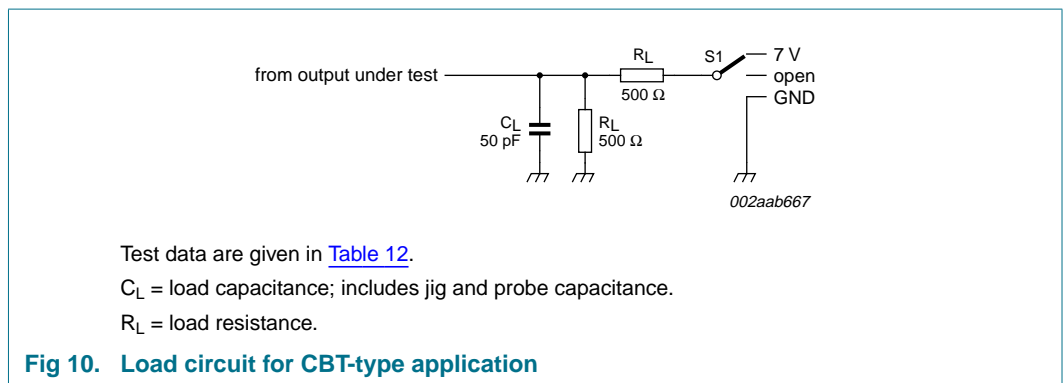 from output under test
RL
500 Ω
S1
7 V
open
GND
CL
50 pF
RL
500 Ω
002aab667
Test data are given in Table 12.
CL = load capacitance; includes jig and probe capacitance.
RL = load resistance.
Fig 10. Load circuit for CBT-type application